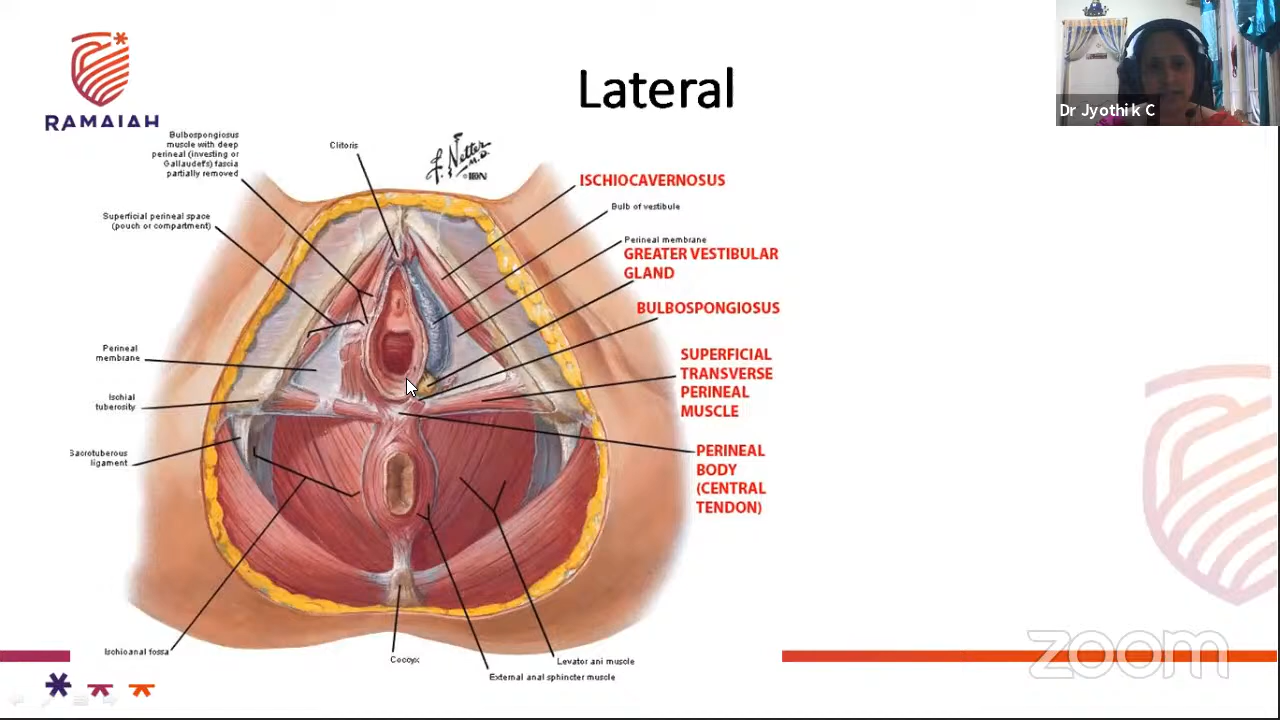 RAMAIAH
Lateral
Dr Jyothik C
Bulbospongiosus
muscle with deep
perineal (investing or
Gallaudet's) fascia
partially removed
Clitoris
F. Netter
M.D.
ISCHIOCAVERNOSUS
Bulb of vestibule
Superficial perineal space
(pouch or compartment)
Perineal membrane
GREATER VESTIBULAR
GLAND
BULBOSPONGIOSUS
Perineal
membrane
SUPERFICIAL
TRANSVERSE
PERINEAL
MUSCLE
Ischial
tuberosity
Sacrotuberous
ligament
PERINEAL
BODY
(CENTRAL
TENDON)
Ischioanal fossa
Coccyx
Levator ani muscle
External anal sphincter muscle
zoom